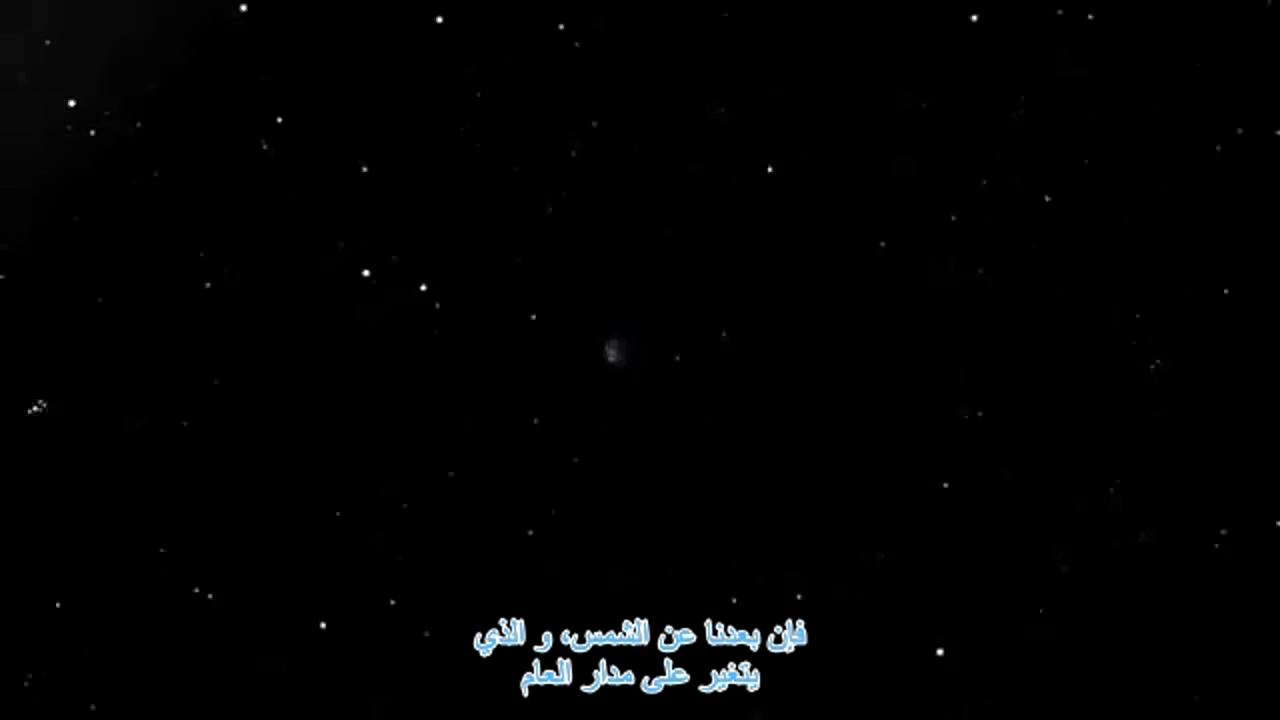 فإن بعدنا عن الشمس، و الذي
يتغير على مدار العام